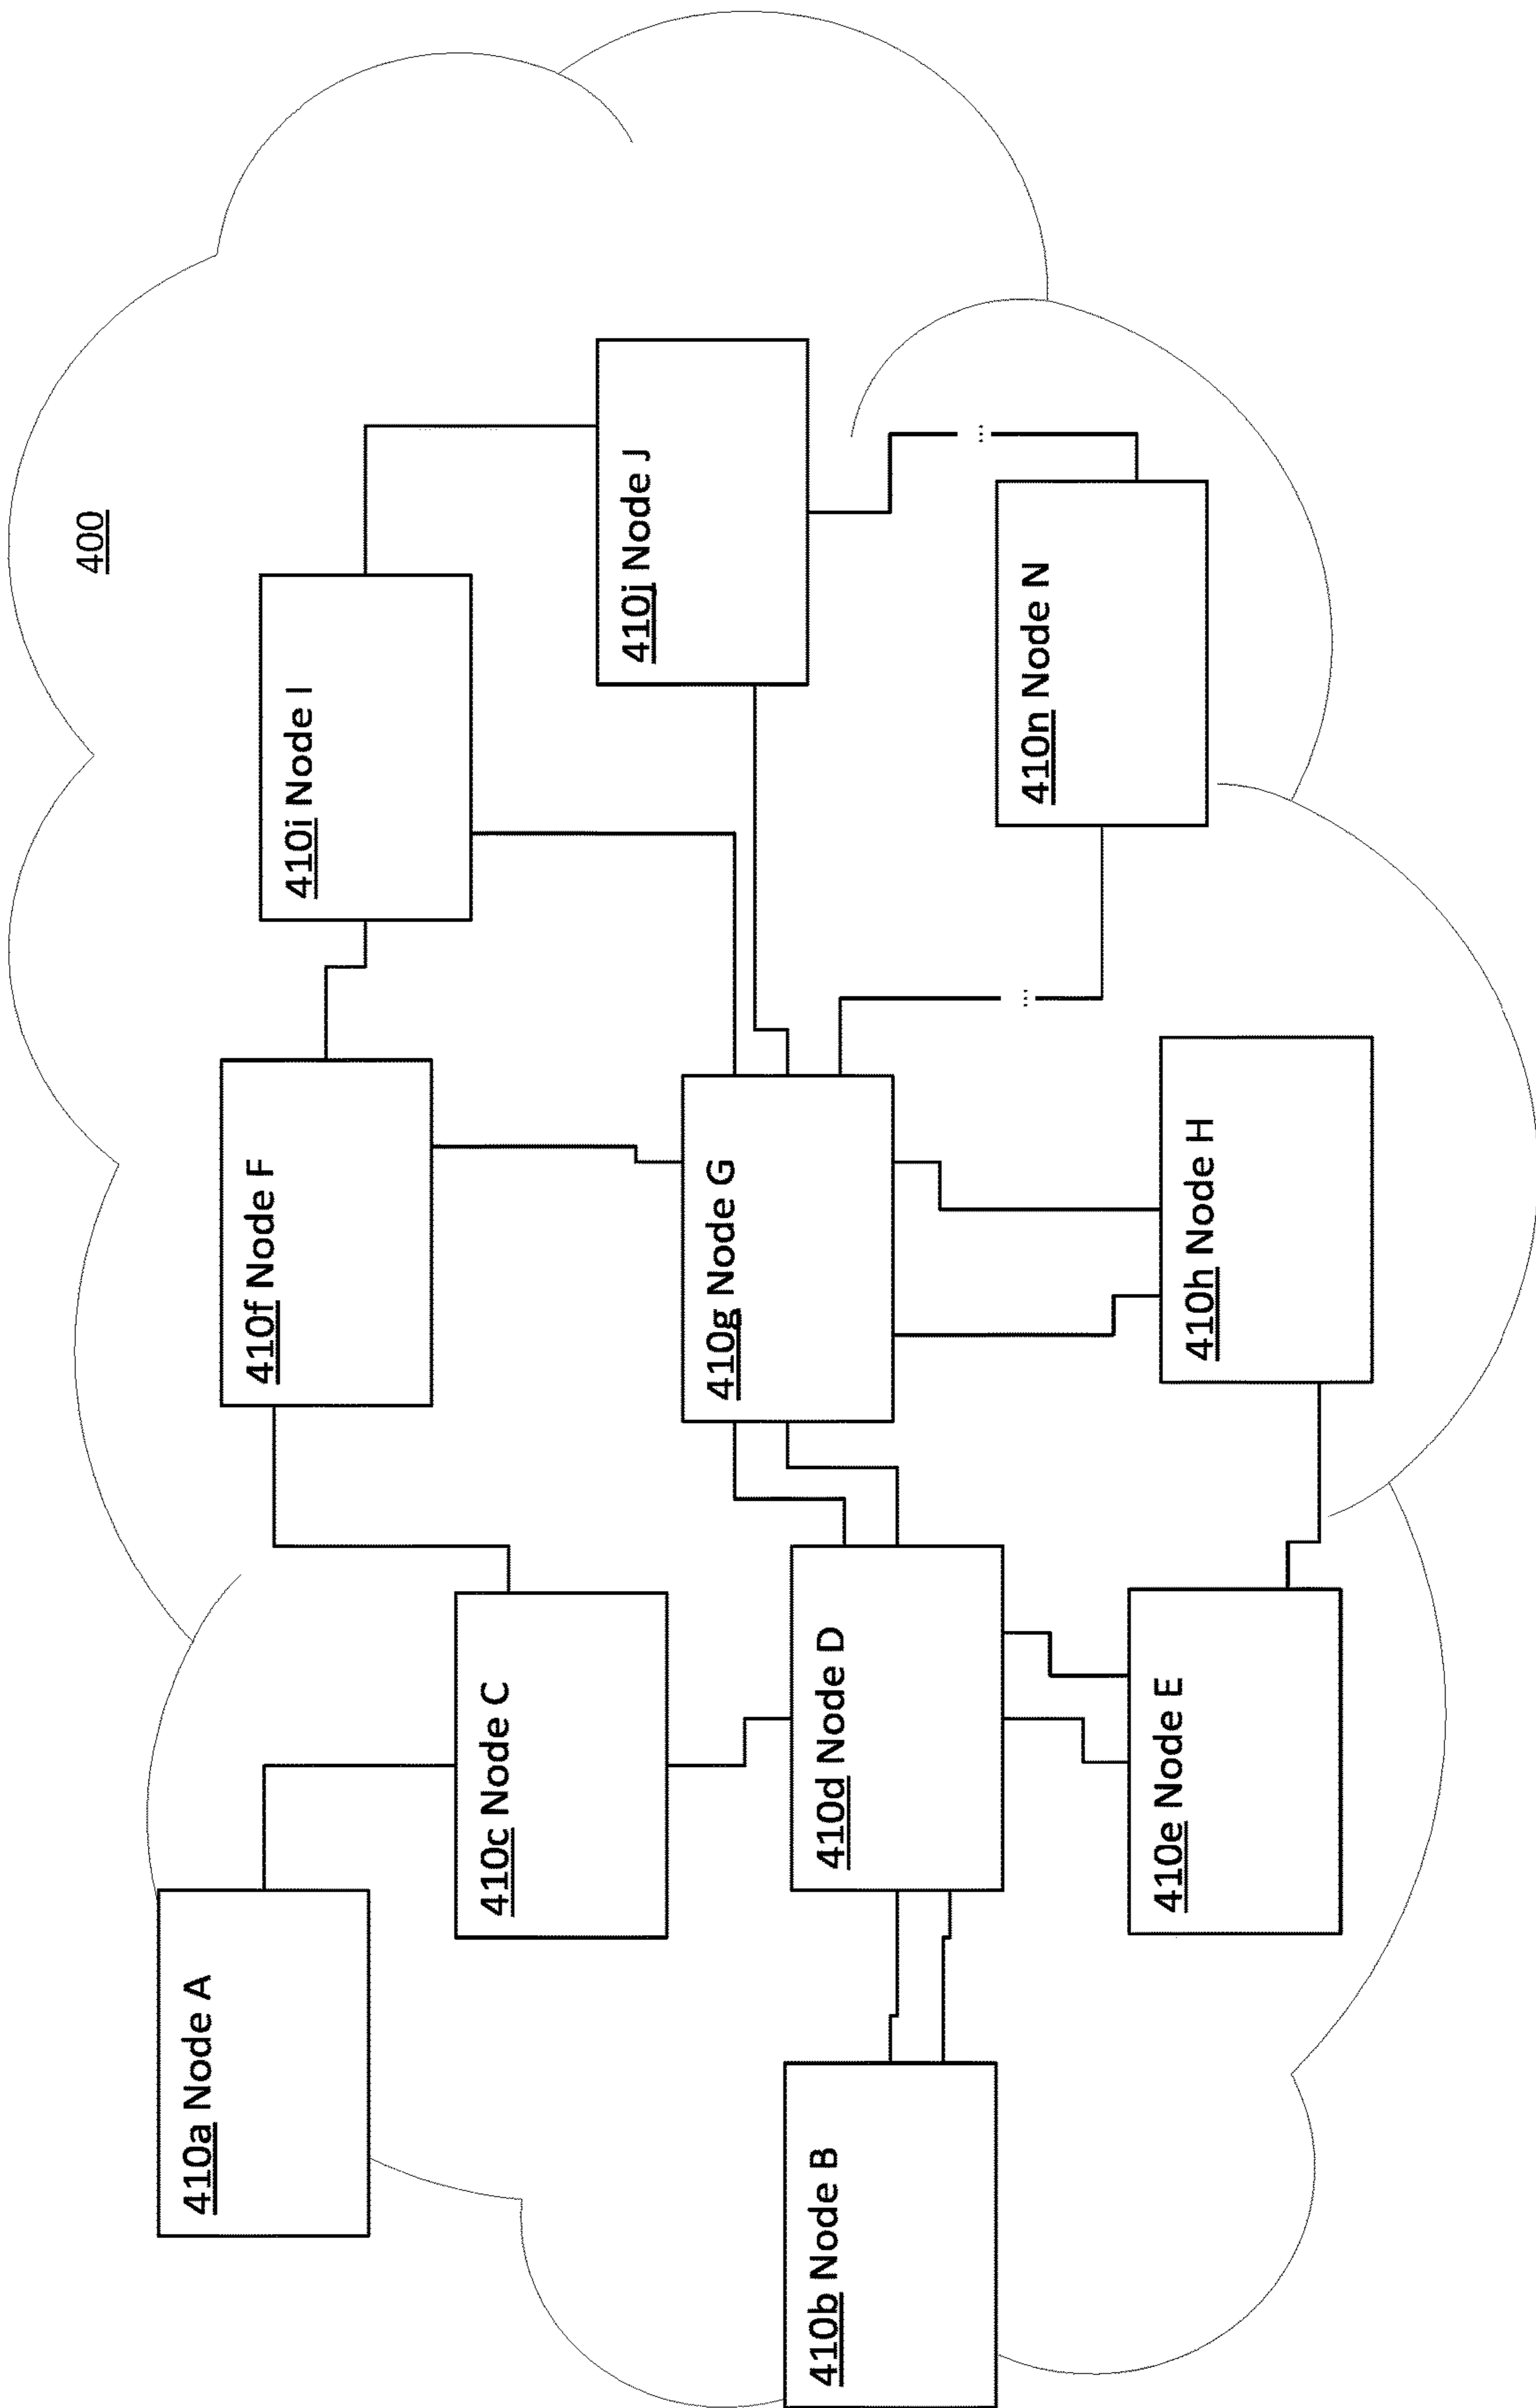 400
410a Node A
410f Node F
410i Node I
410c Node C
410j Node J
410g Node G
410b Node B
410d Node D
410n Node N
...
...
410e Node E
410h Node H